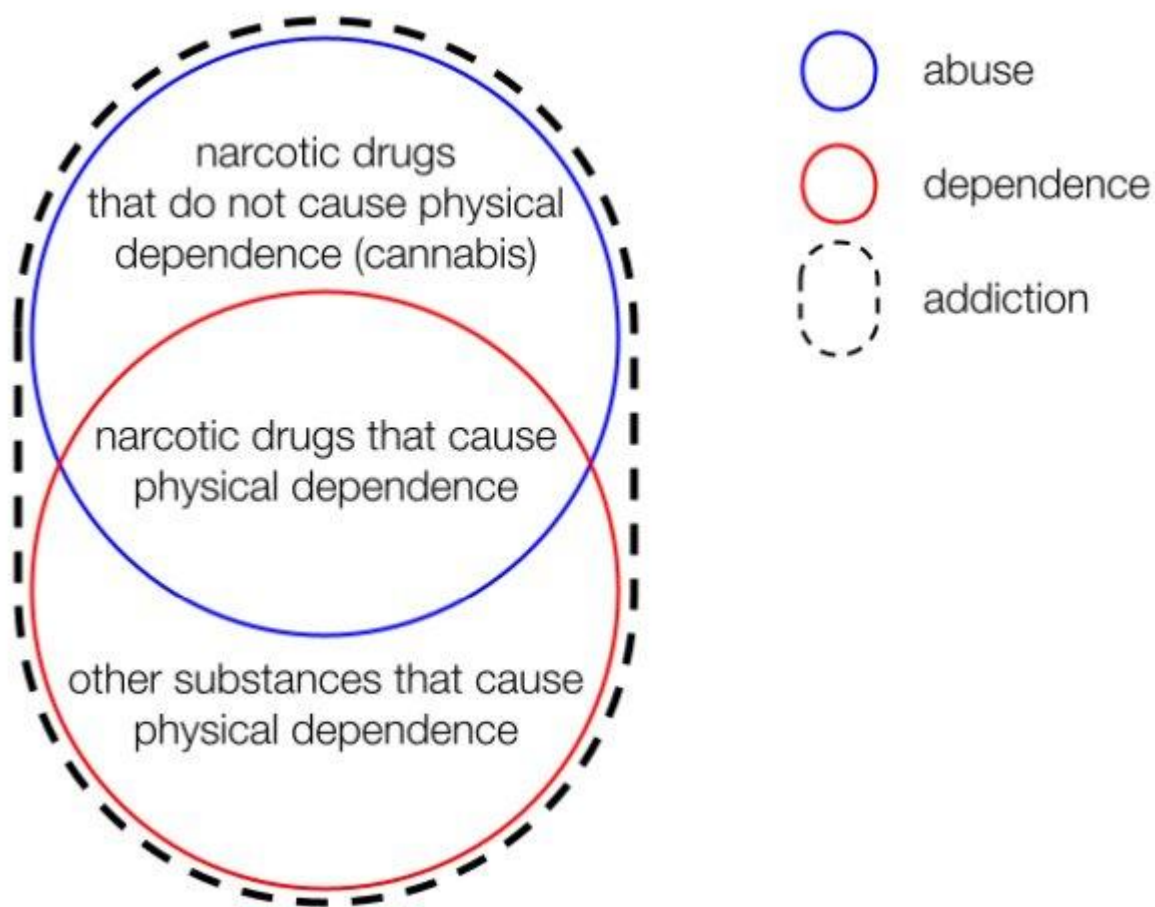 narcotic drugs
that do not cause physical
dependence (cannabis)
narcotic drugs that cause
physical dependence
other substances that cause
physical dependence
abuse
dependence
addiction